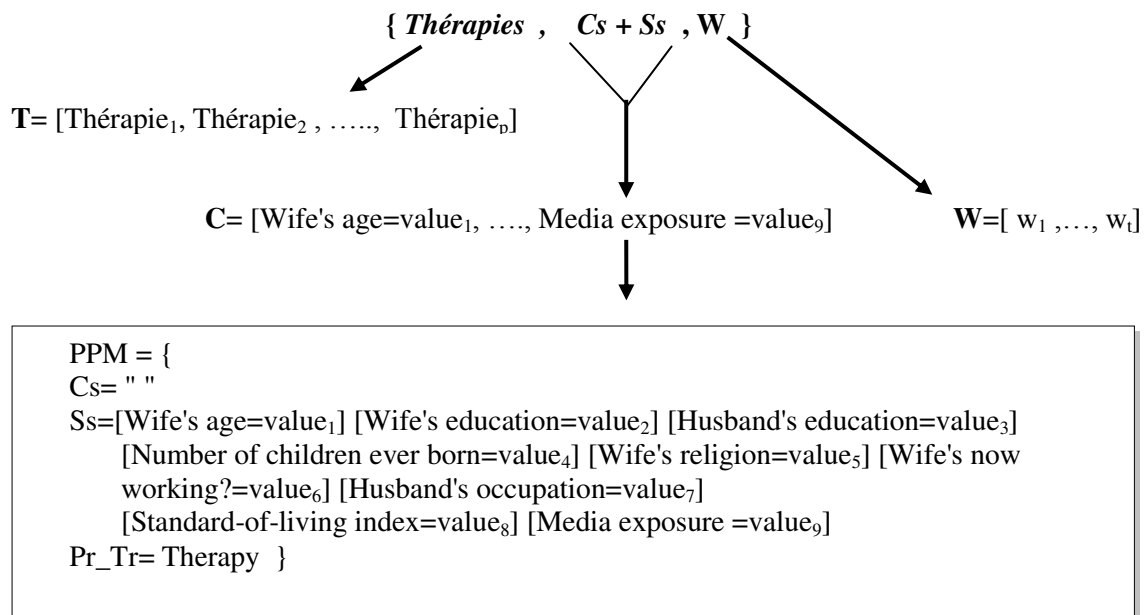 { Thérapies , Cs + Ss , W }
T= [Thérapie₁, Thérapie₂ , ….., Thérapieₚ]
C= [Wife's age=value₁, …., Media exposure =value₉]
W=[ w₁ ,…, wₜ]
PPM = {
Cs= " "
Ss=[Wife's age=value₁] [Wife's education=value₂] [Husband's education=value₃]
[Number of children ever born=value₄] [Wife's religion=value₅] [Wife's now
working?=value₆] [Husband's occupation=value₇]
[Standard-of-living index=value₈] [Media exposure =value₉]
Pr_Tr= Therapy }